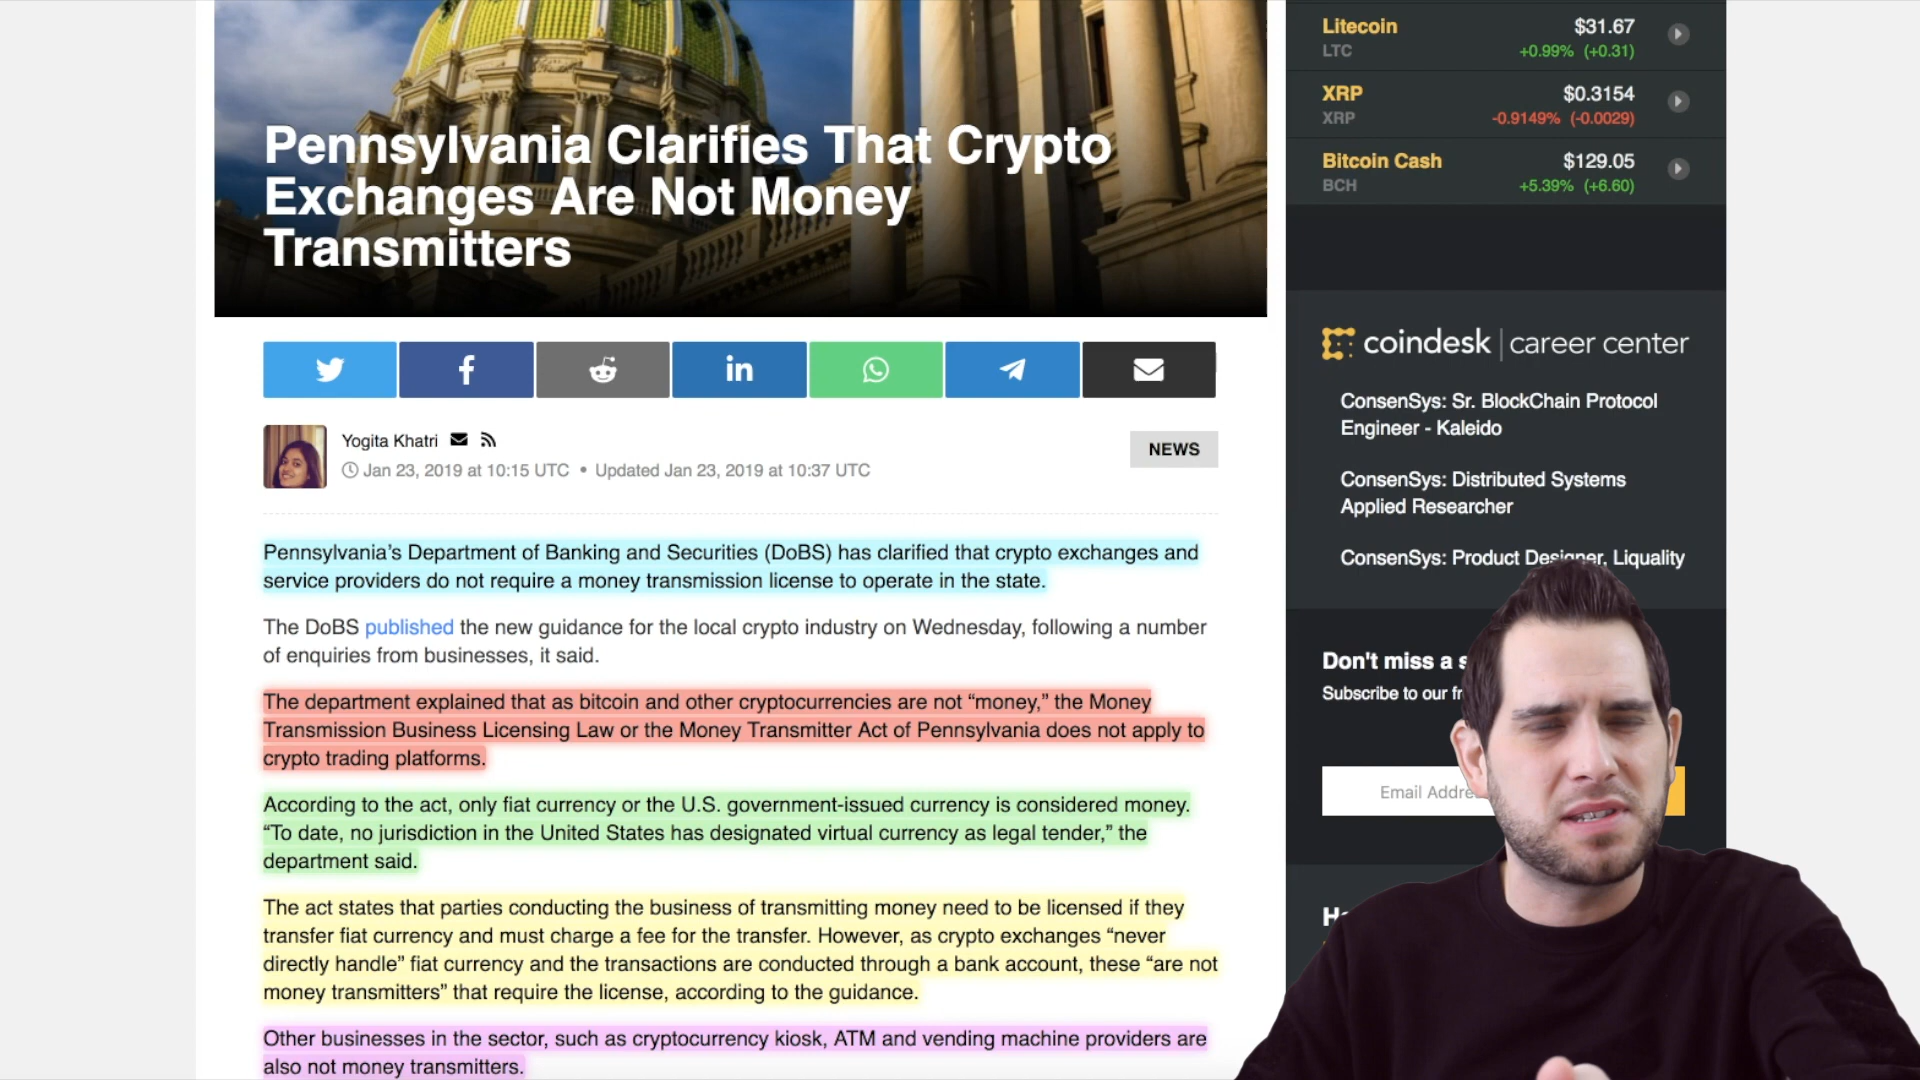 Pennsylvania Clarifies That Crypto
Exchanges Are Not Money
Transmitters
Yogita Khatri
Jan 23, 2019 at 10:15 UTC • Updated Jan 23, 2019 at 10:37 UTC
NEWS
Pennsylvania's Department of Banking and Securities (DoBS) has clarified that crypto exchanges and
service providers do not require a money transmission license to operate in the state.
The DoBS published the new guidance for the local crypto industry on Wednesday, following a number
of enquiries from businesses, it said.
The department explained that as bitcoin and other cryptocurrencies are not “money,” the Money
Transmission Business Licensing Law or the Money Transmitter Act of Pennsylvania does not apply to
crypto trading platforms.
According to the act, only fiat currency or the U.S. government-issued currency is considered money.
“To date, no jurisdiction in the United States has designated virtual currency as legal tender,” the
department said.
The act states that parties conducting the business of transmitting money need to be licensed if they
transfer fiat currency and must charge a fee for the transfer. However, as crypto exchanges “never
directly handle” fiat currency and the transactions are conducted through a bank account, these “are not
money transmitters” that require the license, according to the guidance.
Other businesses in the sector, such as cryptocurrency kiosk, ATM and vending machine providers are
also not money transmitters.
Litecoin $31.67
LTC +0.99% (+0.31)
XRP $0.3154
XRP -0.9149% (-0.0029)
Bitcoin Cash $129.05
BCH +5.39% (+6.60)
coindesk | career center
ConsenSys: Sr. BlockChain Protocol
Engineer - Kaleido
ConsenSys: Distributed Systems
Applied Researcher
ConsenSys: Product Designer, Liquality
Don't miss a
Subscribe to our
Email